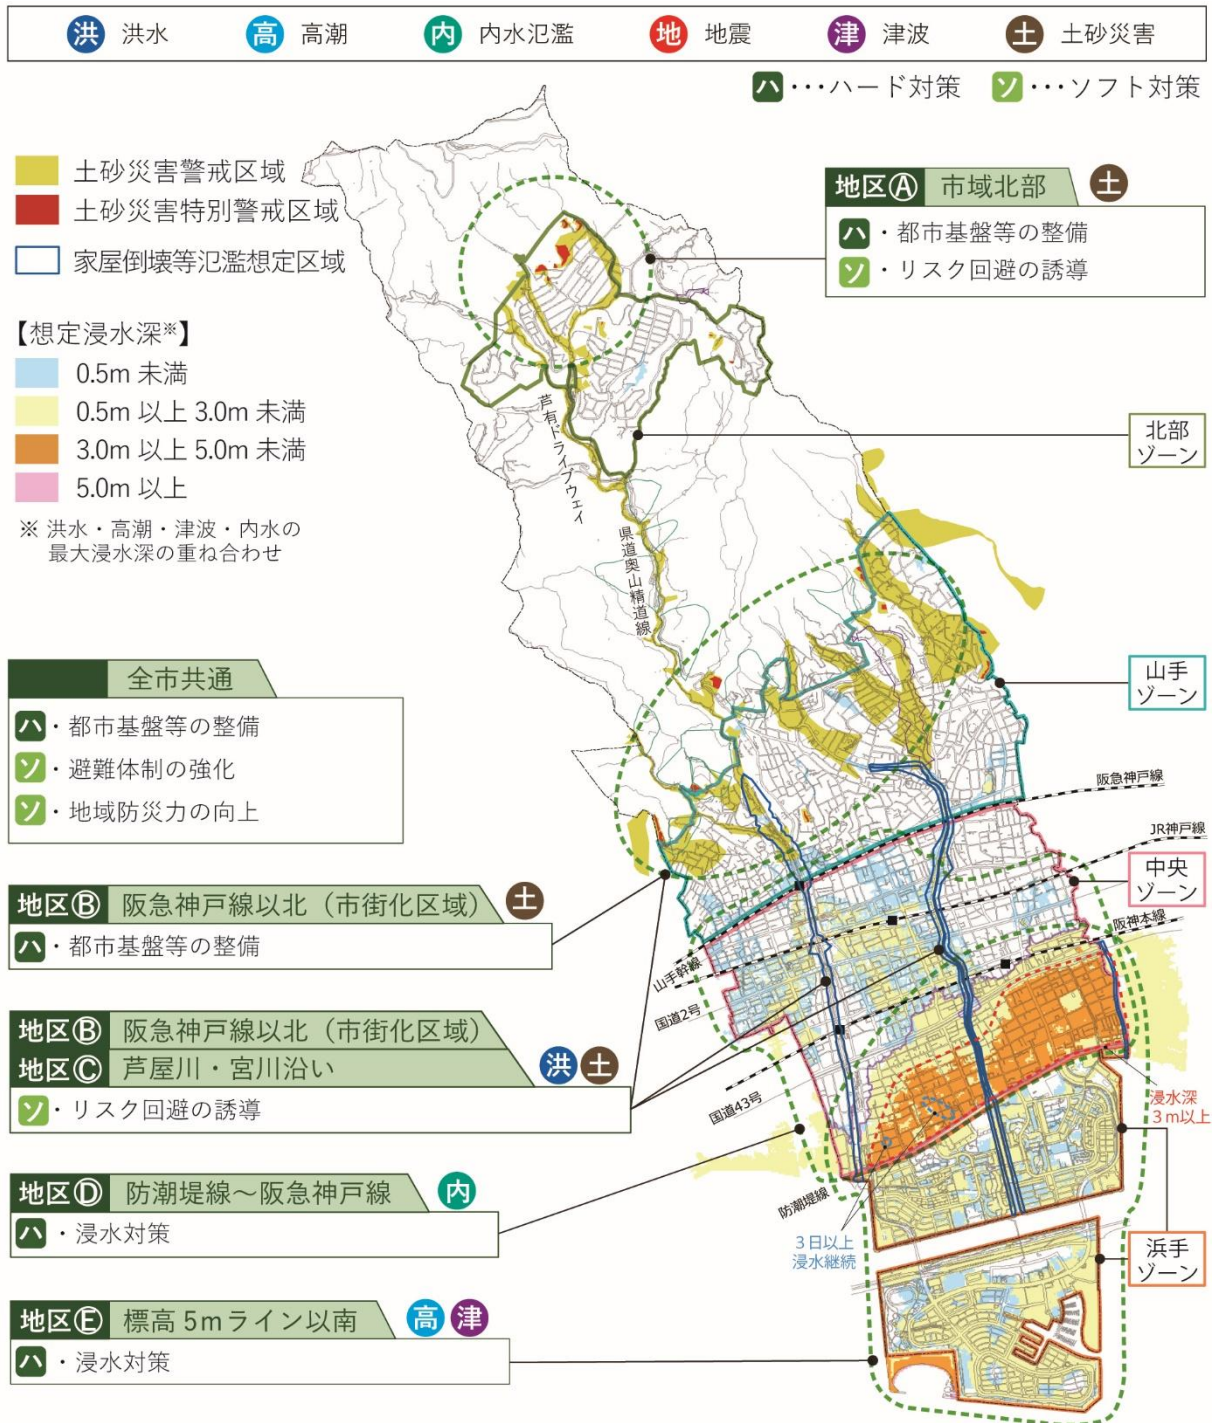 洪 洪水 高 高潮 内 内水氾濫 地 地震 津 津波 土 土砂災害
ハ・・・ハード対策 ソ・・・ソフト対策
土砂災害警戒区域
土砂災害特別警戒区域
家屋倒壊等氾濫想定区域
【想定浸水深※】
0.5m 未満
0.5m 以上 3.0m 未満
3.0m 以上 5.0m 未満
5.0m 以上
※ 洪水・高潮・津波・内水の
最大浸水深の重ね合わせ
地区Ⓐ 市域北部 土
ハ・都市基盤等の整備
ソ・リスク回避の誘導
芦有ドライブウェイ
県道奥山精道線
北部
ゾーン
山手
ゾーン
全市共通
ハ・都市基盤等の整備
ソ・避難体制の強化
ソ・地域防災力の向上
阪急神戸線
JR神戸線
中央
ゾーン
阪神本線
地区Ⓑ 阪急神戸線以北（市街化区域） 土
ハ・都市基盤等の整備
山手幹線
国道2号
地区Ⓑ 阪急神戸線以北（市街化区域）
地区Ⓒ 芦屋川・宮川沿い 洪 土
ソ・リスク回避の誘導
国道43号
浸水深
3m以上
地区Ⓓ 防潮堤線～阪急神戸線 内
ハ・浸水対策
防潮堤線
3日以上
浸水継続
浜手
ゾーン
地区Ⓔ 標高 5mライン以南 高 津
ハ・浸水対策